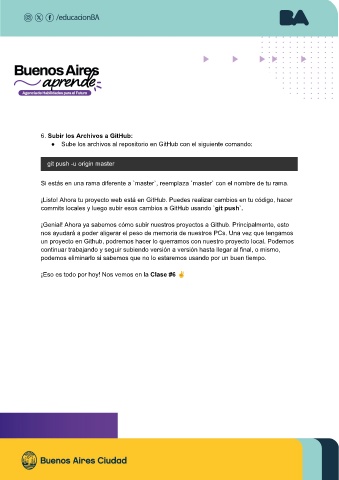 /educacionBA
BA
Buenos Aires
aprende
Agencia de Habilidades para el Futuro
6. Subir los Archivos a GitHub:
● Sube los archivos al repositorio en GitHub con el siguiente comando:
git push -u origin master
Si estás en una rama diferente a `master`, reemplaza `master` con el nombre de tu rama.
¡Listo! Ahora tu proyecto web está en GitHub. Puedes realizar cambios en tu código, hacer
commits locales y luego subir esos cambios a GitHub usando `git push`.
¡Genial! Ahora ya sabemos cómo subir nuestros proyectos a Github. Principalmente, esto
nos ayudará a poder aligerar el peso de memoria de nuestros PCs. Una vez que tengamos
un proyecto en Github, podremos hacer lo querramos con nuestro proyecto local. Podemos
continuar trabajando y seguir subiendo versión a versión hasta llegar al final, o mismo,
podemos eliminarlo si sabemos que no lo estaremos usando por un buen tiempo.
¡Eso es todo por hoy! Nos vemos en la Clase #6 ✌
Buenos Aires Ciudad